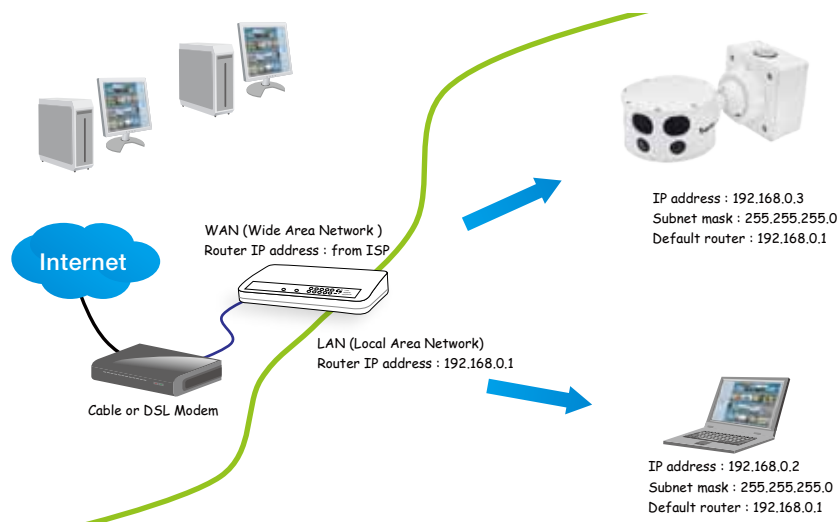 WAN (Wide Area Network )
Router IP address : from ISP
Internet
LAN (Local Area Network)
Router IP address : 192.168.0.1
Cable or DSL Modem
IP address : 192.168.0.3
Subnet mask : 255.255.255.0
Default router : 192.168.0.1
IP address : 192.168.0.2
Subnet mask : 255.255.255.0
Default router : 192.168.0.1